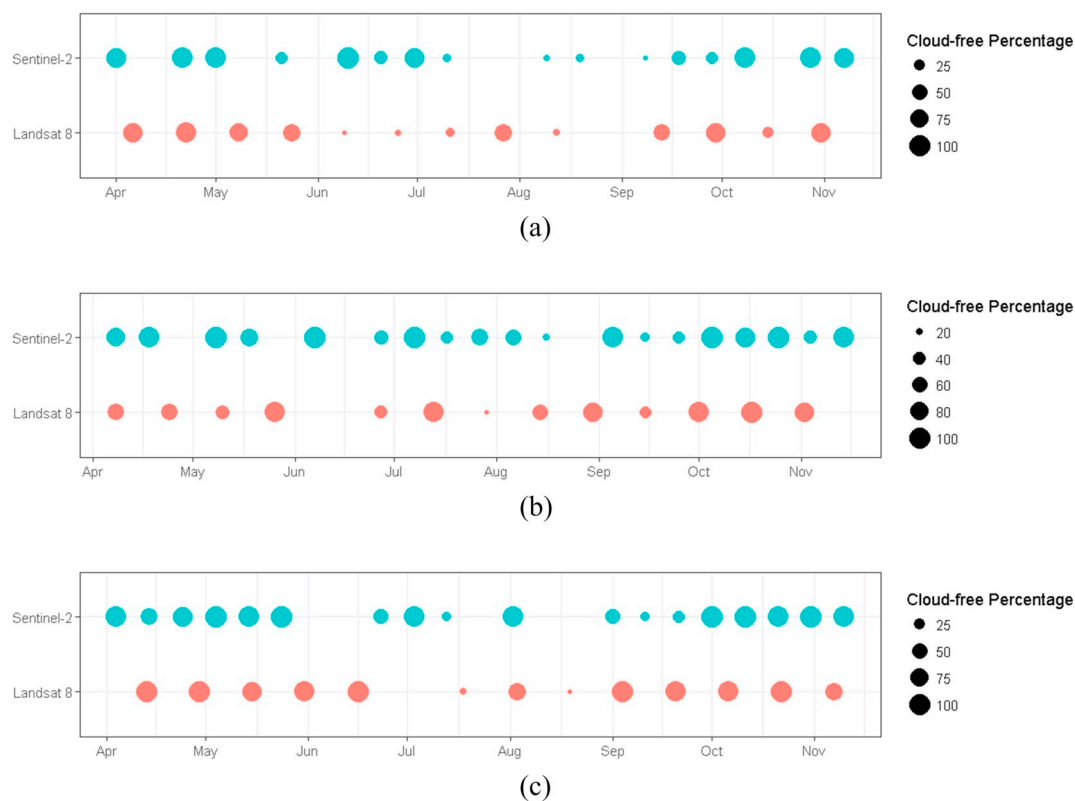 Sentinel-2
Landsat 8
Apr May Jun Jul Aug Sep Oct Nov
Cloud-free Percentage
25
50
75
100
(a)
Sentinel-2
Landsat 8
Apr May Jun Jul Aug Sep Oct Nov
Cloud-free Percentage
20
40
60
80
100
(b)
Sentinel-2
Landsat 8
Apr May Jun Jul Aug Sep Oct Nov
Cloud-free Percentage
25
50
75
100
(c)